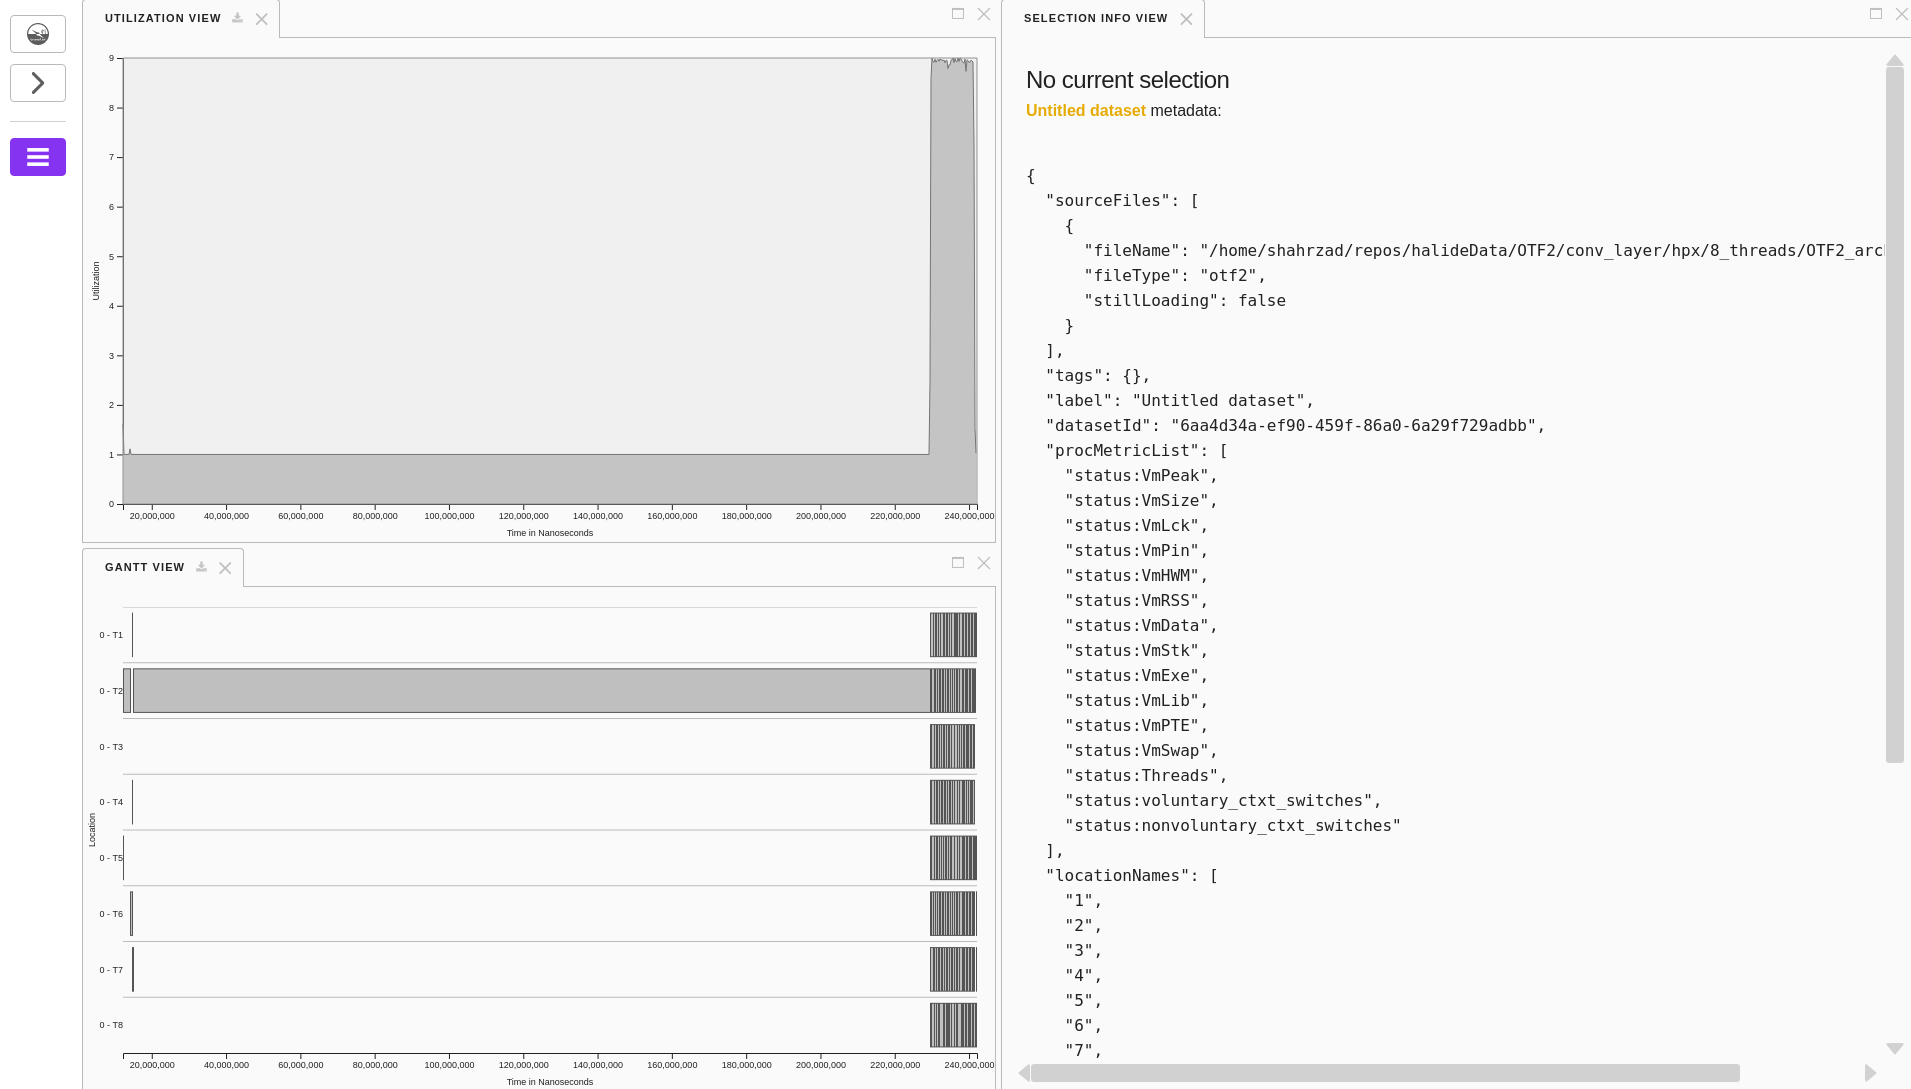 UTILIZATION VIEW
9
8
7
6
5
4
3
2
1
0
Utilization
20,000,000 40,000,000 60,000,000 80,000,000 100,000,000 120,000,000 140,000,000 160,000,000 180,000,000 200,000,000 220,000,000 240,000,000
Time in Nanoseconds
GANTT VIEW
0 - T1
0 - T2
0 - T3
0 - T4
0 - T5
0 - T6
0 - T7
0 - T8
Location
20,000,000 40,000,000 60,000,000 80,000,000 100,000,000 120,000,000 140,000,000 160,000,000 180,000,000 200,000,000 220,000,000 240,000,000
Time in Nanoseconds
SELECTION INFO VIEW
No current selection
Untitled dataset metadata:
{
"sourceFiles": [
{
"fileName": "/home/shahrzad/repos/halideData/OTF2/conv_layer/hpx/8_threads/OTF2_arc
"fileType": "otf2",
"stillLoading": false
}
],
"tags": {},
"label": "Untitled dataset",
"datasetId": "6aa4d34a-ef90-459f-86a0-6a29f729adbb",
"procMetricList": [
"status:VmPeak",
"status:VmSize",
"status:VmLck",
"status:VmPin",
"status:VmHWM",
"status:VmRSS",
"status:VmData",
"status:VmStk",
"status:VmExe",
"status:VmLib",
"status:VmPTE",
"status:VmSwap",
"status:Threads",
"status:voluntary_ctxt_switches",
"status:nonvoluntary_ctxt_switches"
],
"locationNames": [
"1",
"2",
"3",
"4",
"5",
"6",
"7",